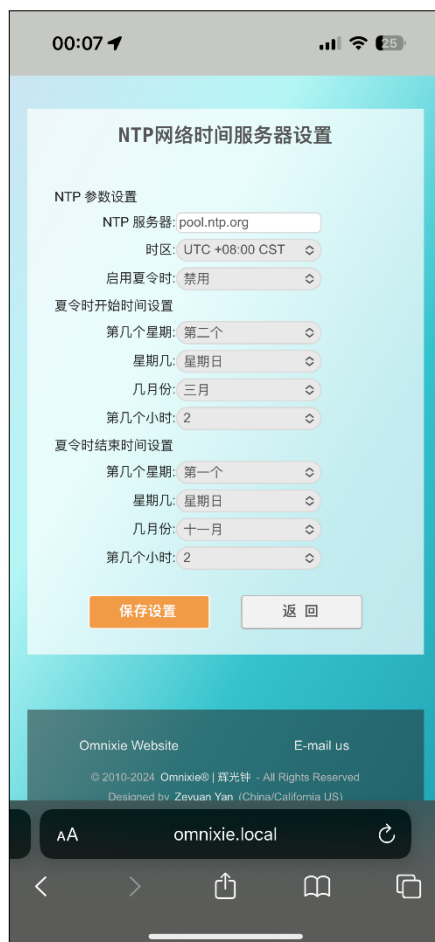 00:07
25
NTP网络时间服务器设置
NTP 参数设置
NTP 服务器: pool.ntp.org
时区: UTC +08:00 CST
启用夏令时: 禁用
夏令时开始时间设置
第几个星期: 第二个
星期几: 星期日
几月份: 三月
第几个小时: 2
夏令时结束时间设置
第几个星期: 第一个
星期几: 星期日
几月份: 十一月
第几个小时: 2
保存设置 返 回
Omnixie Website E-mail us
© 2010-2024 Omnixie® | 辉光钟 - All Rights Reserved
Designed by Zeyuan Yan (China/California US)
AA omnixie.local